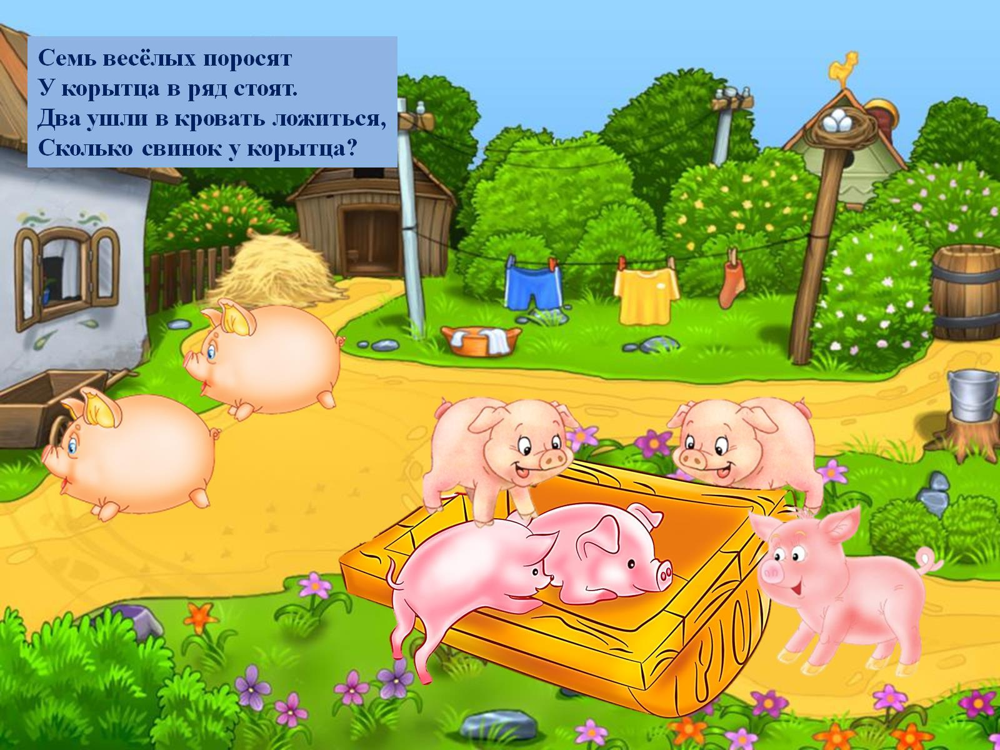 Семь весёлых поросят
У корытца в ряд стоят.
Два ушли в кровать ложиться,
Сколько свинок у корытца?